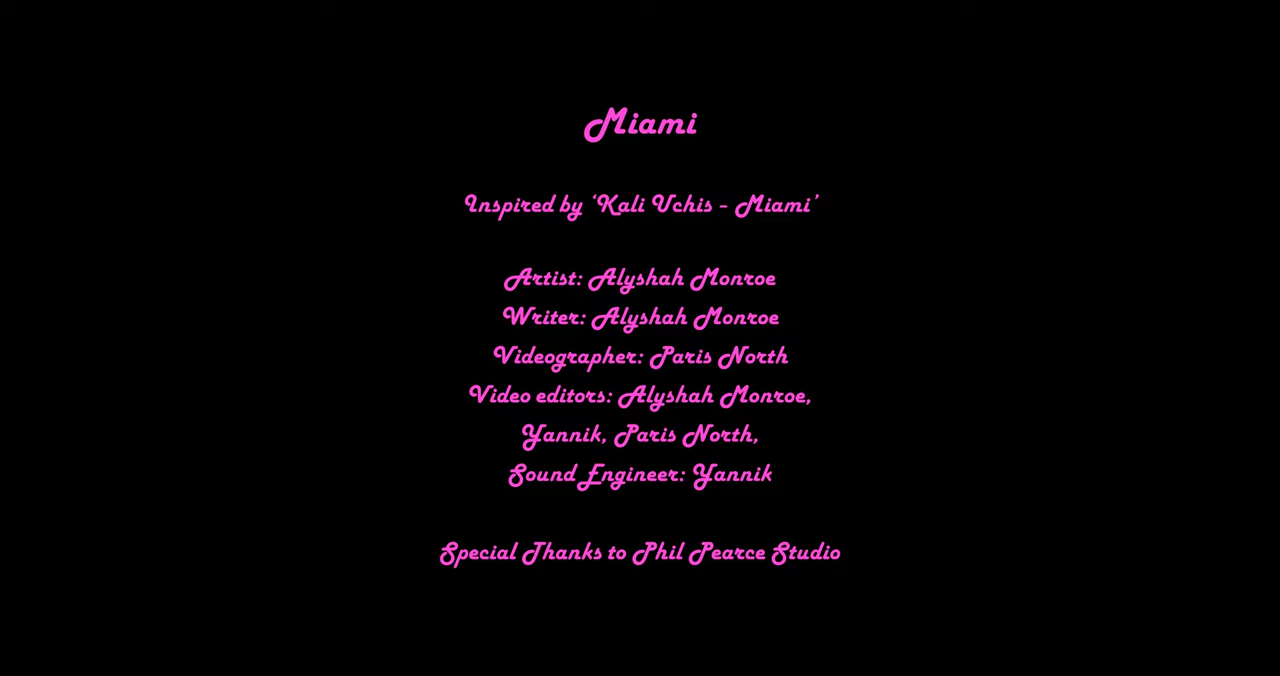 Miami
Inspired by ‘Kali Uchis - Miami’
Artist: Alyshah Monroe
Writer: Alyshah Monroe
Videographer: Paris North
Video editors: Alyshah Monroe,
Yannik, Paris North,
Sound Engineer: Yannik
Special Thanks to Phil Pearce Studio